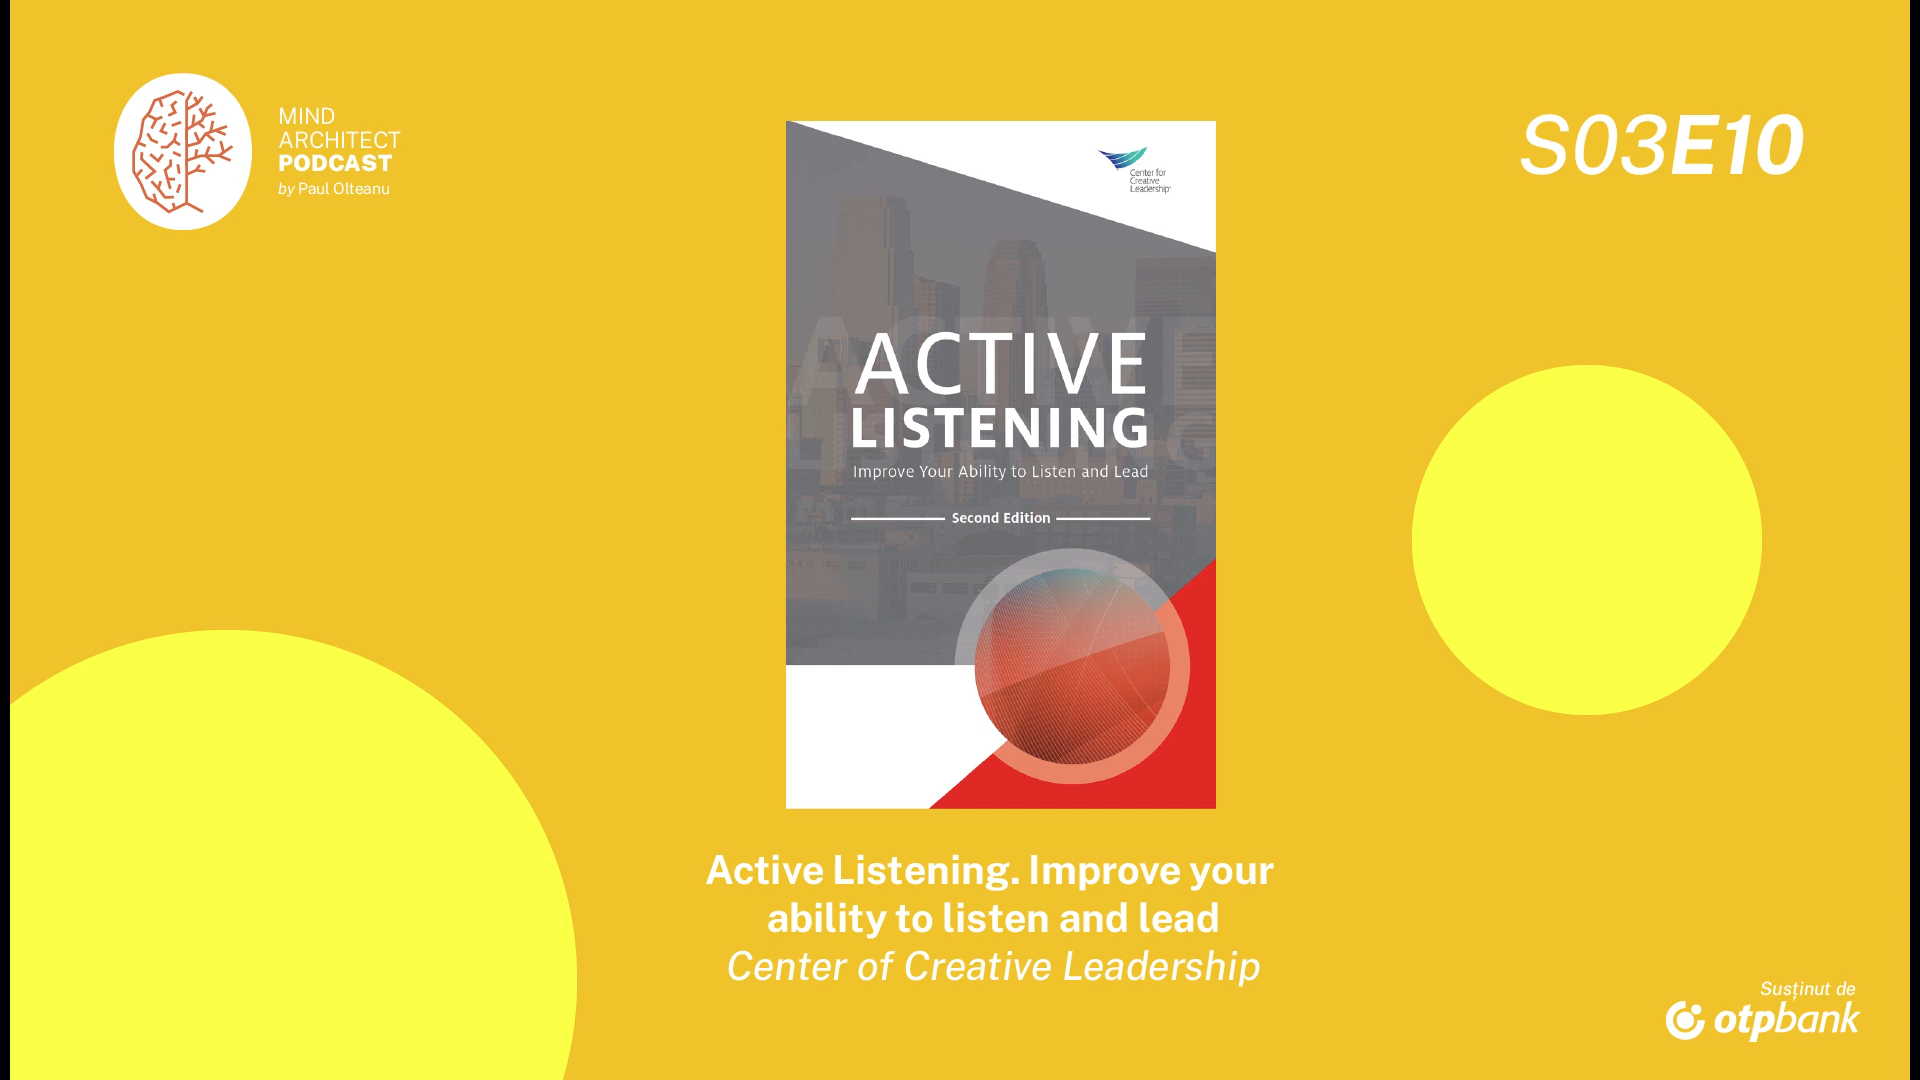 MIND
ARCHITECT
PODCAST
by Paul Olteanu
S03E10
Center for
Creative
Leadership®
ACTIVE
LISTENING
ACTIVE
LISTENING
Improve Your Ability to Listen and Lead
Second Edition
Active Listening. Improve your
ability to listen and lead
Center of Creative Leadership
Susținut de
otpbank